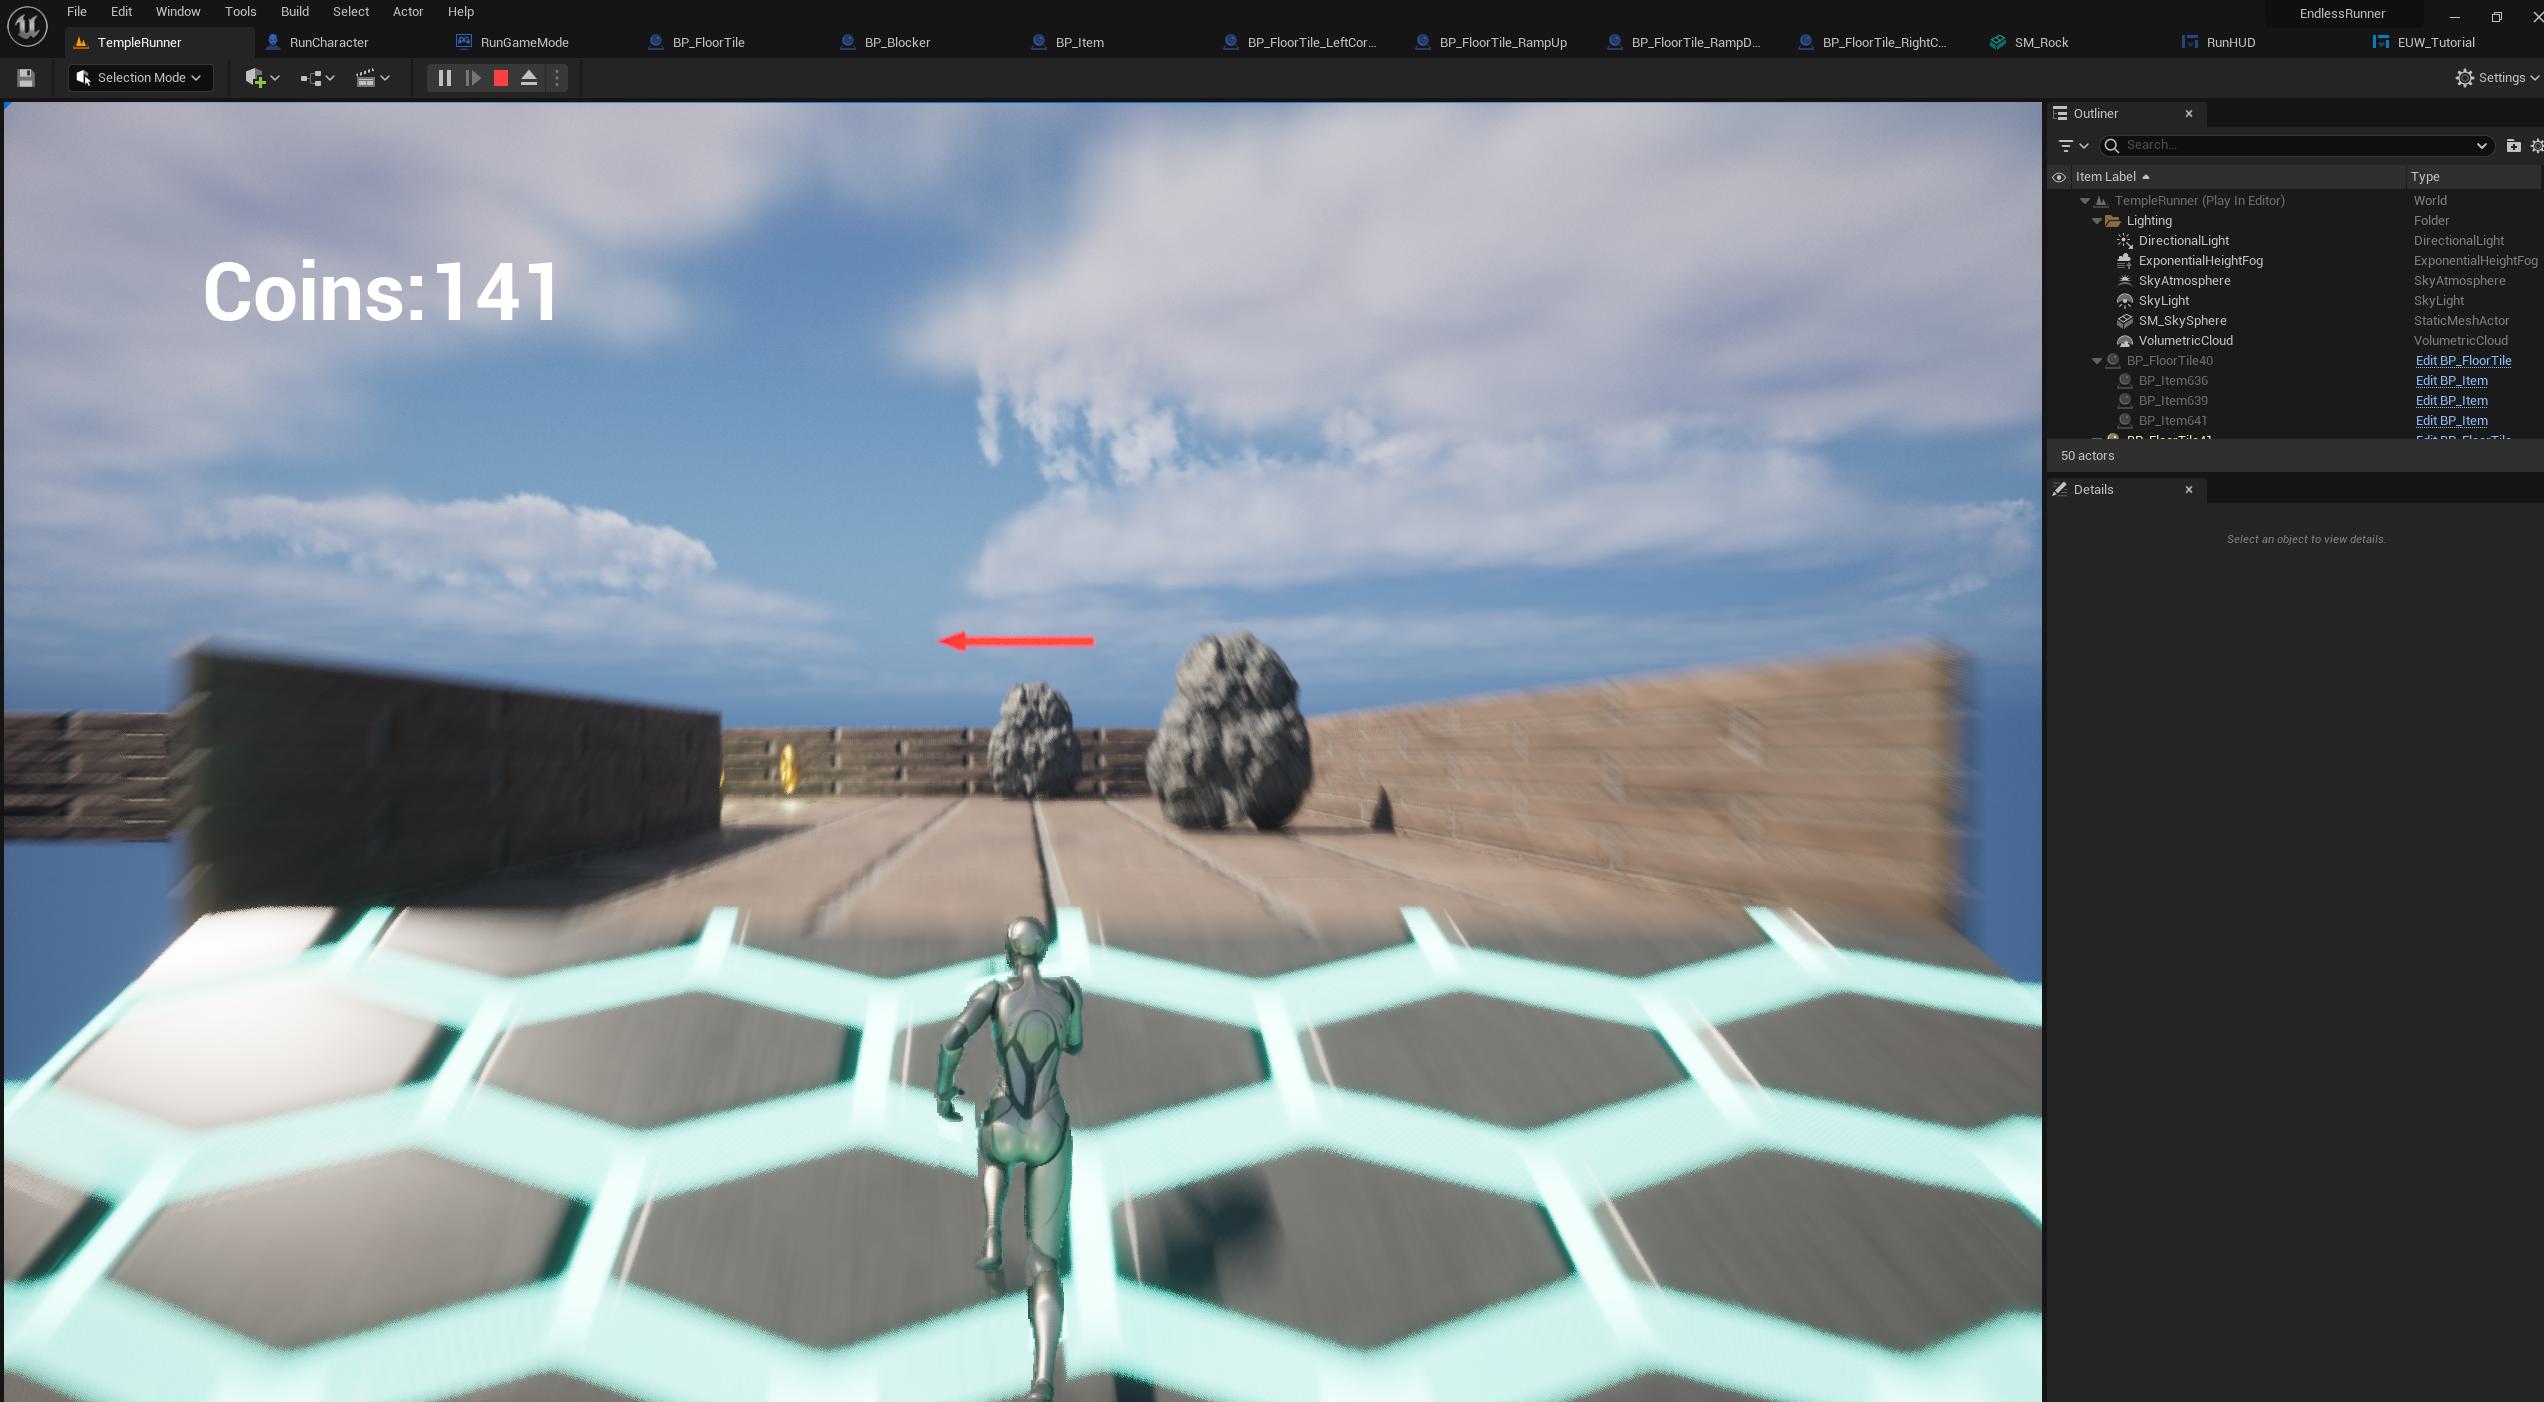 File Edit Window Tools Build Select Actor Help
EndlessRunner
TempleRunner RunCharacter RunGameMode BP_FloorTile BP_Blocker BP_Item BP_FloorTile_LeftCor... BP_FloorTile_RampUp BP_FloorTile_RampD... BP_FloorTile_RightC... SM_Rock RunHUD EUW_Tutorial
Selection Mode
Settings
Coins:141
Outliner
Search...
Item Label Type
TempleRunner (Play In Editor) World
Lighting Folder
DirectionalLight DirectionalLight
ExponentialHeightFog ExponentialHeightFog
SkyAtmosphere SkyAtmosphere
SkyLight SkyLight
SM_SkySphere StaticMeshActor
VolumetricCloud VolumetricCloud
BP_FloorTile40 Edit BP_FloorTile
BP_Item636 Edit BP_Item
BP_Item639 Edit BP_Item
BP_Item641 Edit BP_Item
BP_FloorTile41 Edit BP_FloorTile
50 actors
Details
Select an object to view details.